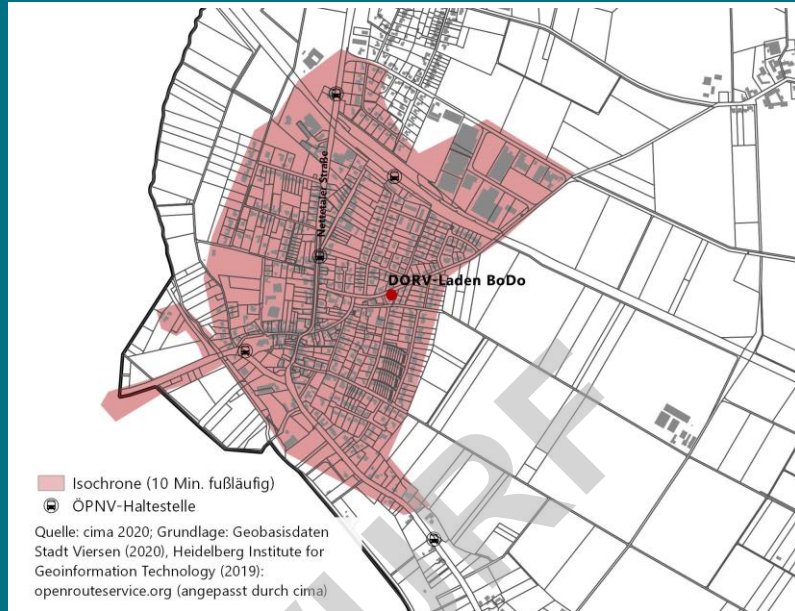 Nettetaler Straße
DORV-Laden BoDo
Isochrone (10 Min. fußläufig)
ÖPNV-Haltestelle
Quelle: cima 2020; Grundlage: Geobasisdaten
Stadt Viersen (2020), Heidelberg Institute for
Geoinformation Technology (2019):
openrouteservice.org (angepasst durch cima)
WURF